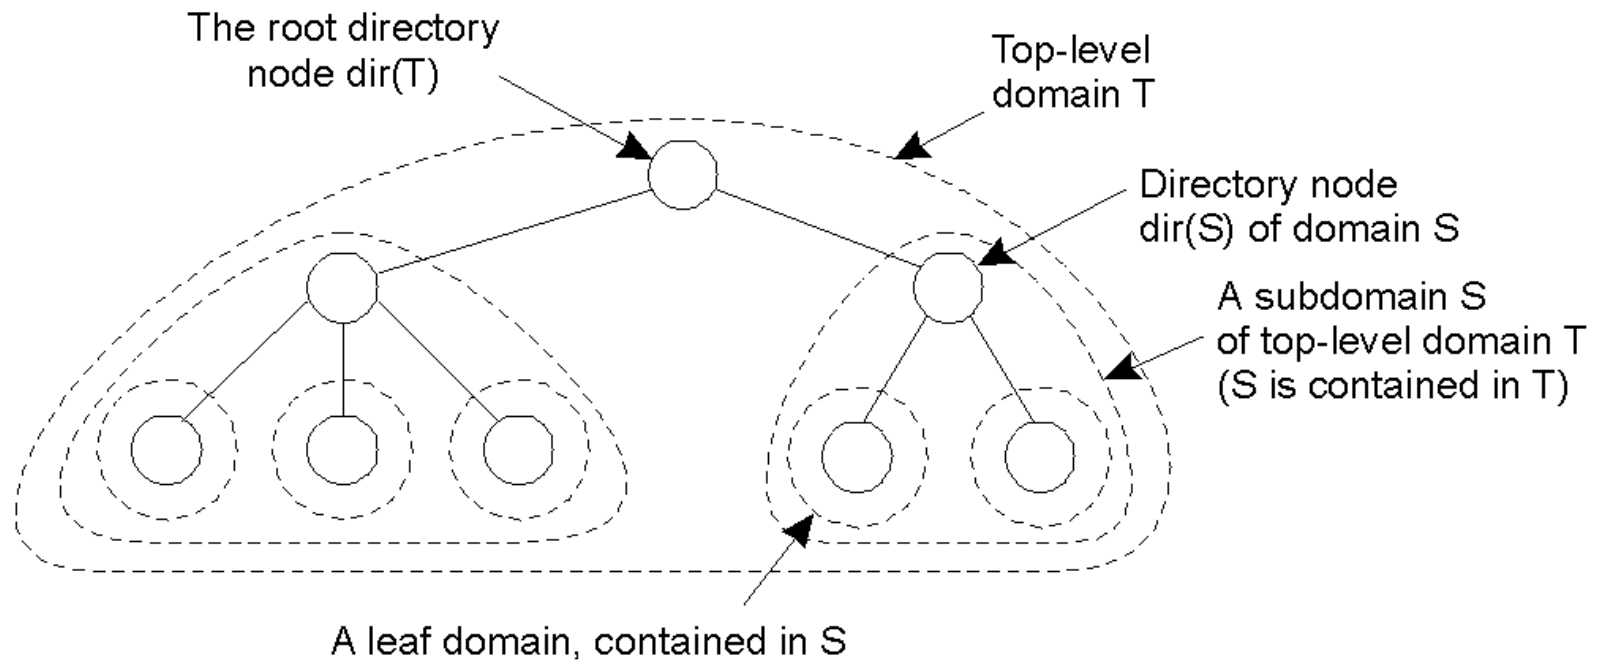 The root directory
node dir(T)
Top-level
domain T
Directory node
dir(S) of domain S
A subdomain S
of top-level domain T
(S is contained in T)
A leaf domain, contained in S